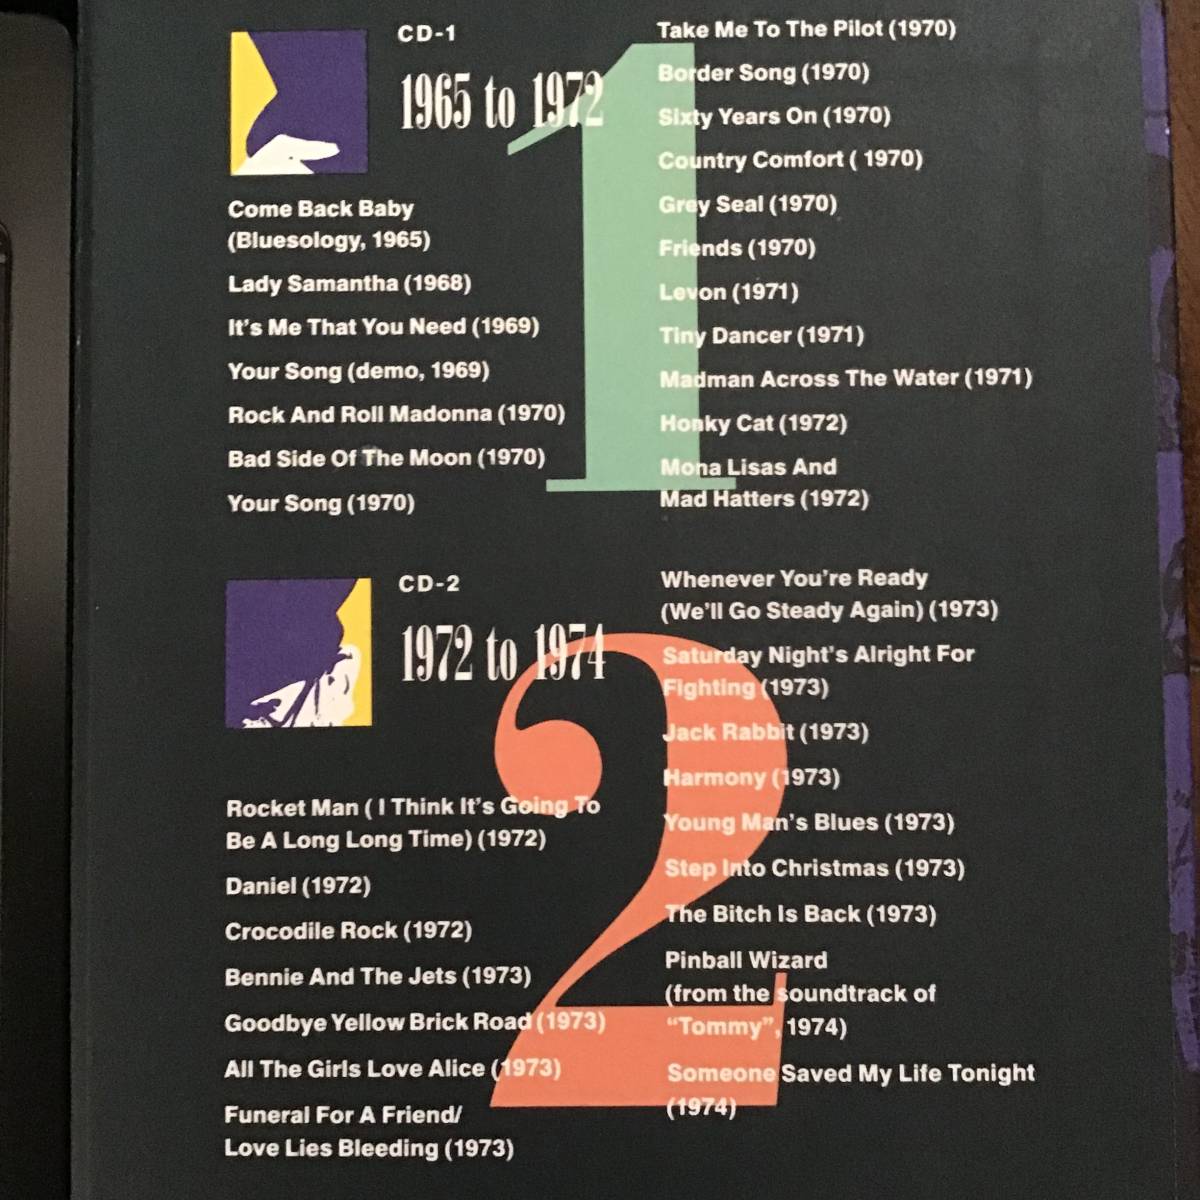 CD-1
1965 to 1972
Come Back Baby
(Bluesology, 1965)
Lady Samantha (1968)
It's Me That You Need (1969)
Your Song (demo, 1969)
Rock And Roll Madonna (1970)
Bad Side Of The Moon (1970)
Your Song (1970)
Take Me To The Pilot (1970)
Border Song (1970)
Sixty Years On (1970)
Country Comfort ( 1970)
Grey Seal (1970)
Friends (1970)
Levon (1971)
Tiny Dancer (1971)
Madman Across The Water (1971)
Honky Cat (1972)
Mona Lisas And
Mad Hatters (1972)
1
CD-2
1972 to 1974
Rocket Man ( I Think It's Going To
Be A Long Long Time) (1972)
Daniel (1972)
Crocodile Rock (1972)
Bennie And The Jets (1973)
Goodbye Yellow Brick Road (1973)
All The Girls Love Alice (1973)
Funeral For A Friend/
Love Lies Bleeding (1973)
Whenever You're Ready
(We'll Go Steady Again) (1973)
Saturday Night's Alright For
Fighting (1973)
Jack Rabbit (1973)
Harmony (1973)
Young Man's Blues (1973)
Step Into Christmas (1973)
The Bitch Is Back (1973)
Pinball Wizard
(from the soundtrack of
“Tommy”, 1974)
Someone Saved My Life Tonight
(1974)
2